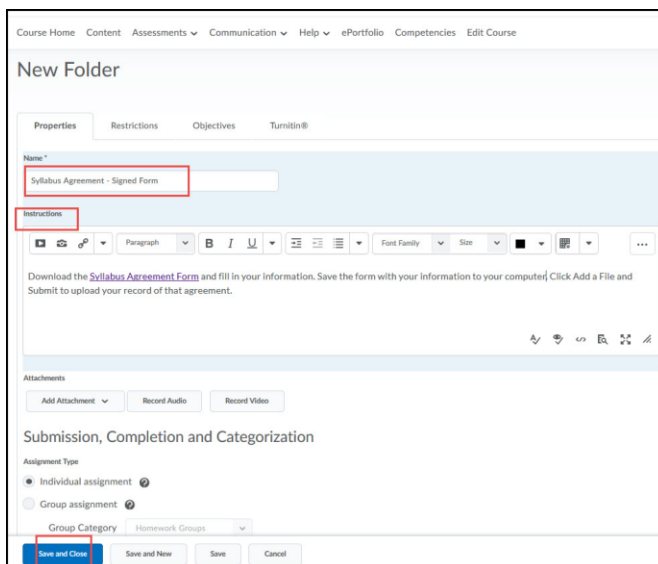 Course Home Content Assessments Communication Help ePortfolio Competencies Edit Course
New Folder
Properties Restrictions Objectives Turnitin®
Name *
Syllabus Agreement - Signed Form
Instructions
Paragraph B I U Font Family Size ...
Download the Syllabus Agreement Form and fill in your information. Save the form with your information to your computer. Click Add a File and
Submit to upload your record of that agreement.
Attachments
Add Attachment Record Audio Record Video
Submission, Completion and Categorization
Assignment Type
Individual assignment
Group assignment
Group Category Homework Groups
Save and Close Save and New Save Cancel